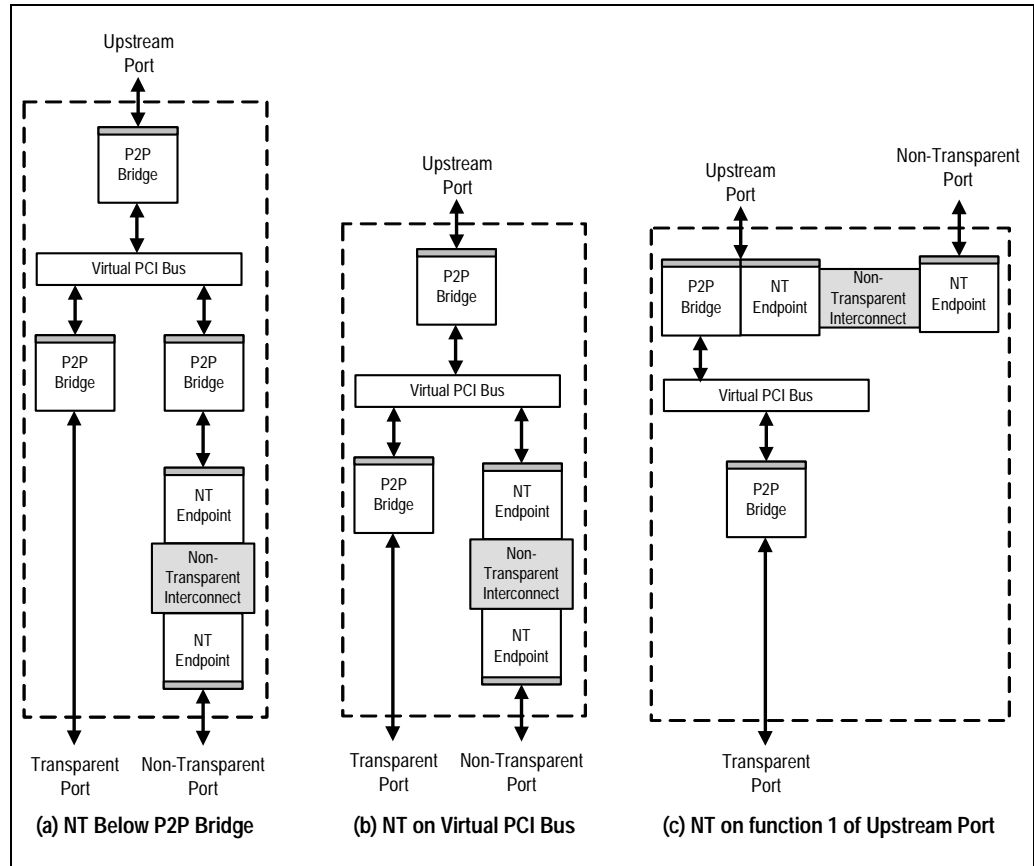 Upstream
Port
P2P
Bridge
Virtual PCI Bus
P2P
Bridge
P2P
Bridge
NT
Endpoint
Non-
Transparent
Interconnect
NT
Endpoint
Transparent
Port
Non-Transparent
Port
(a) NT Below P2P Bridge
Upstream
Port
P2P
Bridge
Virtual PCI Bus
P2P
Bridge
NT
Endpoint
Non-
Transparent
Interconnect
NT
Endpoint
Transparent
Port
Non-Transparent
Port
(b) NT on Virtual PCI Bus
Upstream
Port
Non-Transparent
Port
P2P
Bridge
NT
Endpoint
Non-
Transparent
Interconnect
NT
Endpoint
Virtual PCI Bus
P2P
Bridge
Transparent
Port
(c) NT on function 1 of Upstream Port